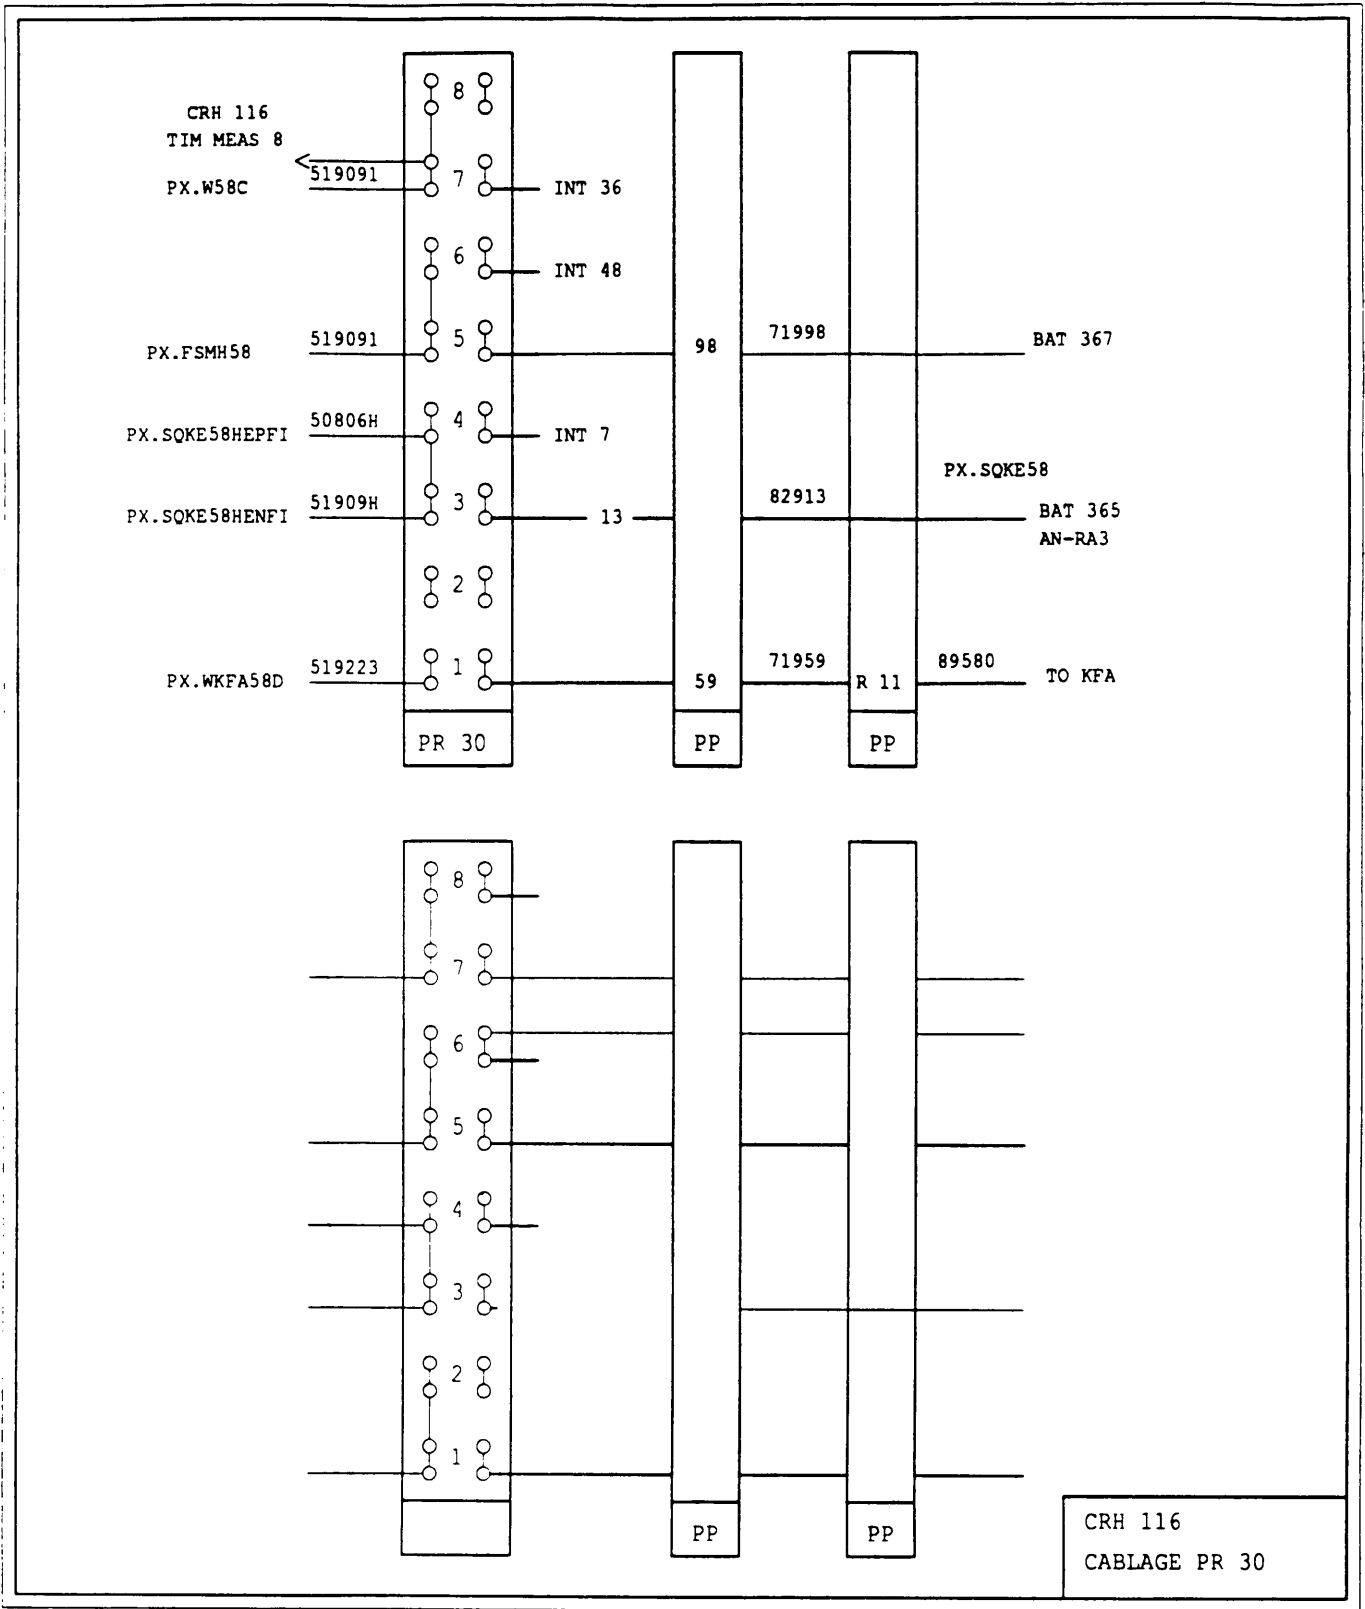 8
CRH 116
TIM MEAS 8
519091
PX.W58C
7
INT 36
6
INT 48
519091
PX.FSMH58
5
98
71998
BAT 367
50806H
PX.SQKE58HEPFI
4
INT 7
PX.SQKE58
51909H
PX.SQKE58HENFI
3
13
82913
BAT 365
AN-RA3
2
519223
PX.WKFA58D
1
59
71959
R 11
89580
TO KFA
PR 30
PP
PP
8
7
6
5
4
3
2
1
PP
PP
CRH 116
CABLAGE PR 30